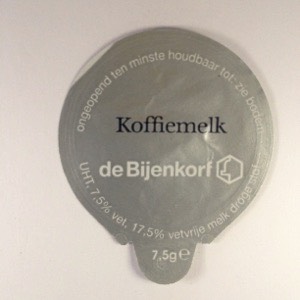 ongeopend ten minste houdbaar tot: zie bodem
Koffiemelk
de Bijenkorf
UHT, 7,5% vet, 17,5% vetvrije melk droge stof
7,5g℮